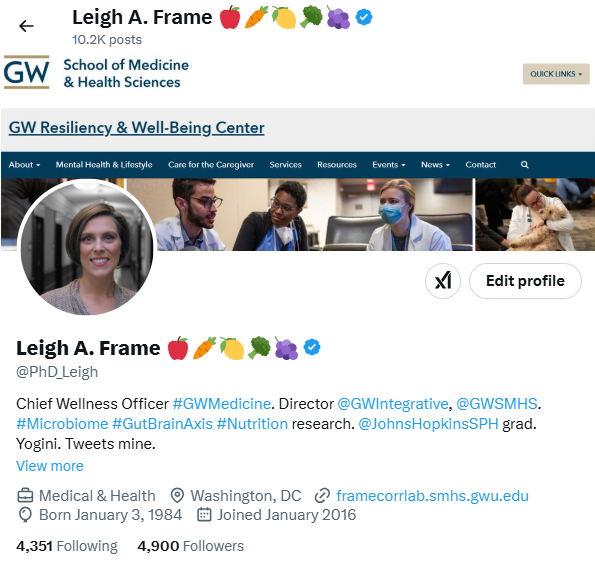 Leigh A. Frame 🍎🥕🍋🥦🍇
10.2K posts
GW School of Medicine
& Health Sciences
QUICK LINKS
GW Resiliency & Well-Being Center
About Mental Health & Lifestyle Care for the Caregiver Services Resources Events News Contact
Edit profile
Leigh A. Frame 🍎🥕🍋🥦🍇
@PhD_Leigh
Chief Wellness Officer #GWMedicine. Director @GWIntegrative, @GWSMHS.
#Microbiome #GutBrainAxis #Nutrition research. @JohnsHopkinsSPH grad.
Yogini. Tweets mine.
View more
Medical & Health Washington, DC framecorrlab.smhs.gwu.edu
Born January 3, 1984 Joined January 2016
4,351 Following 4,900 Followers